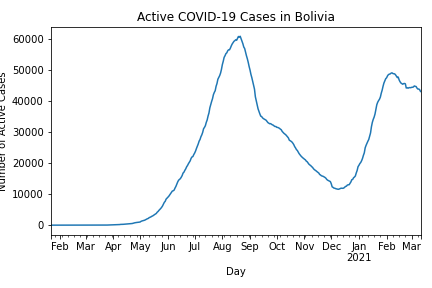 Active COVID-19 Cases in Bolivia
Number of Active Cases
60000
50000
40000
30000
20000
10000
0
Feb Mar Apr May Jun Jul Aug Sep Oct Nov Dec Jan Feb Mar
2021
Day